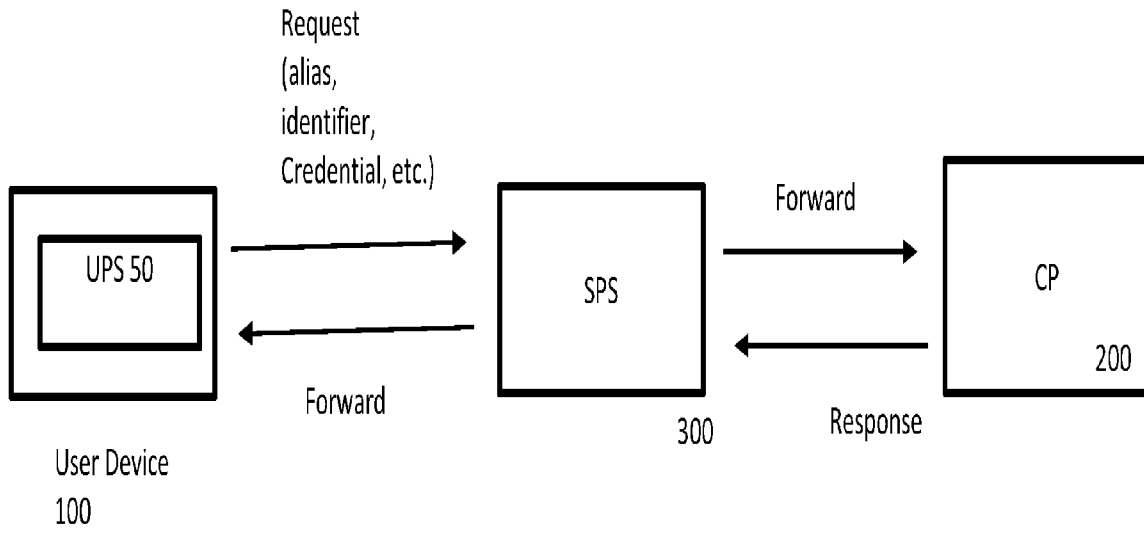 Request
(alias,
identifier,
Credential, etc.)
UPS 50
Forward
User Device
100
SPS
300
Forward
Response
CP
200